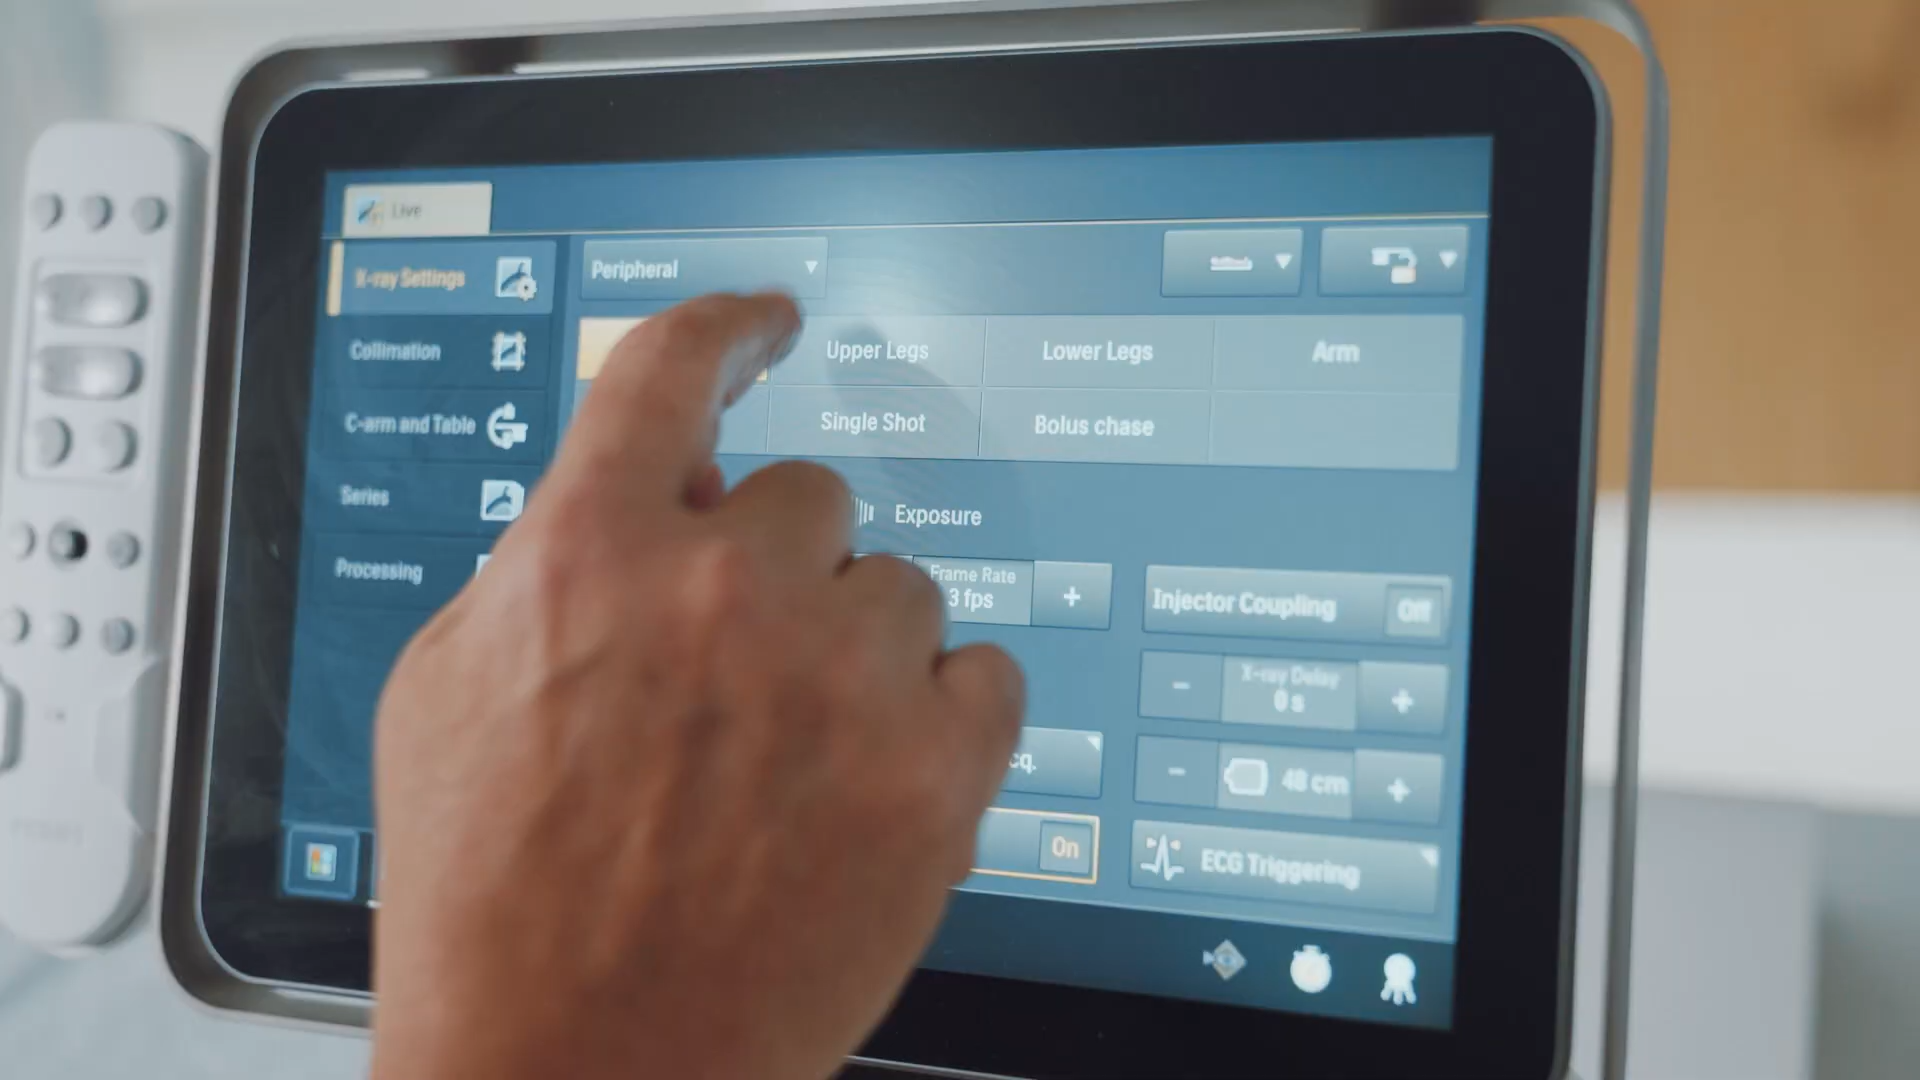 Live
X-ray Settings
Peripheral
Collimation
Upper Legs
Lower Legs
Arm
C-arm and Table
Single Shot
Bolus chase
Series
Exposure
Processing
Frame Rate
3 fps
+
Injector Coupling
Off
-
X-ray Delay
0 s
+
cq.
-
48 cm
+
On
ECG Triggering